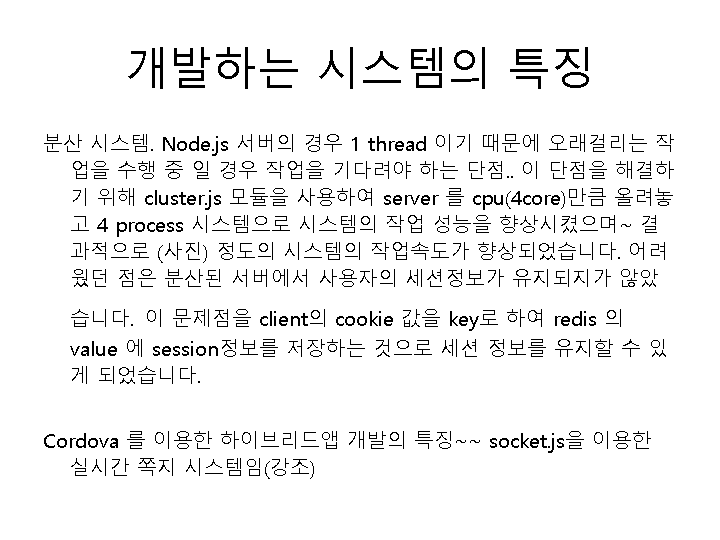 개발하는 시스템의 특징
분산 시스템. Node.js 서버의 경우 1 thread 이기 때문에 오래걸리는 작
업을 수행 중 일 경우 작업을 기다려야 하는 단점.. 이 단점을 해결하
기 위해 cluster.js 모듈을 사용하여 server 를 cpu(4core)만큼 올려놓
고 4 process 시스템으로 시스템의 작업 성능을 향상시켰으며~ 결
과적으로 (사진) 정도의 시스템의 작업속도가 향상되었습니다. 어려
웠던 점은 분산된 서버에서 사용자의 세션정보가 유지되지가 않았
습니다. 이 문제점을 client의 cookie 값을 key로 하여 redis 의
value 에 session정보를 저장하는 것으로 세션 정보를 유지할 수 있
게 되었습니다.
Cordova 를 이용한 하이브리드앱 개발의 특징~~ socket.js을 이용한
실시간 쪽지 시스템임(강조)